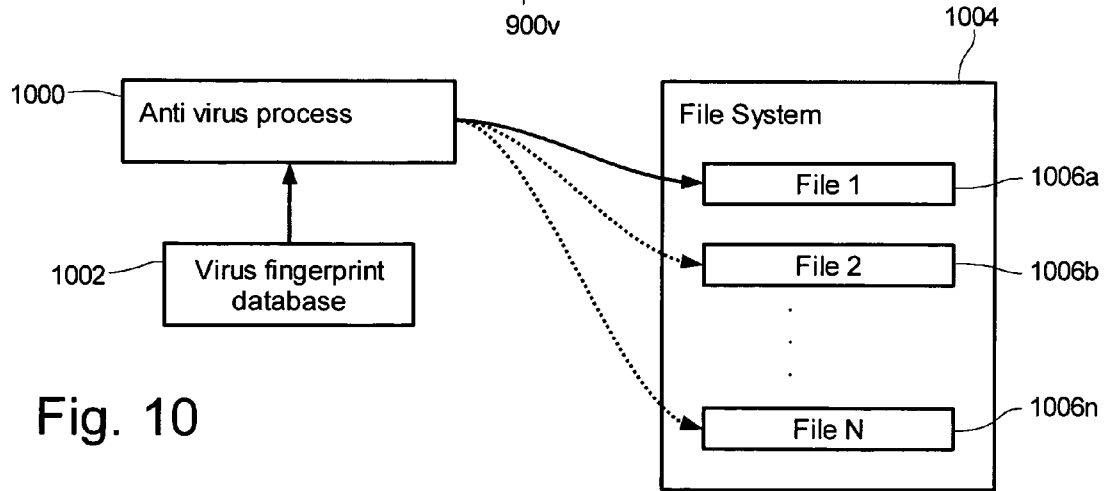 900v
1004
1000
Anti virus process
File System
File 1
1006a
1002
Virus fingerprint
database
File 2
1006b
File N
1006n
Fig. 10